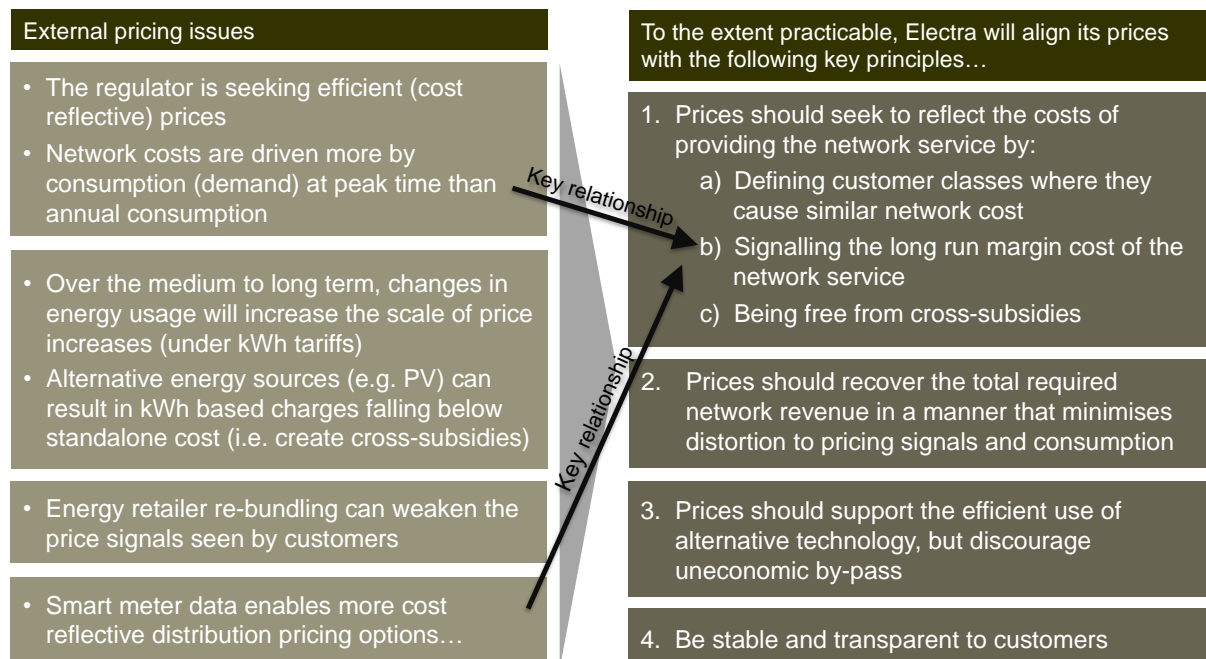 External pricing issues
• The regulator is seeking efficient (cost
reflective) prices
• Network costs are driven more by
consumption (demand) at peak time than
annual consumption
• Over the medium to long term, changes in
energy usage will increase the scale of price
increases (under kWh tariffs)
• Alternative energy sources (e.g. PV) can
result in kWh based charges falling below
standalone cost (i.e. create cross-subsidies)
• Energy retailer re-bundling can weaken the
price signals seen by customers
• Smart meter data enables more cost
reflective distribution pricing options…
Key relationship
Key relationship
To the extent practicable, Electra will align its prices
with the following key principles…
1. Prices should seek to reflect the costs of
providing the network service by:
a) Defining customer classes where they
cause similar network cost
b) Signalling the long run margin cost of the
network service
c) Being free from cross-subsidies
2. Prices should recover the total required
network revenue in a manner that minimises
distortion to pricing signals and consumption
3. Prices should support the efficient use of
alternative technology, but discourage
uneconomic by-pass
4. Be stable and transparent to customers